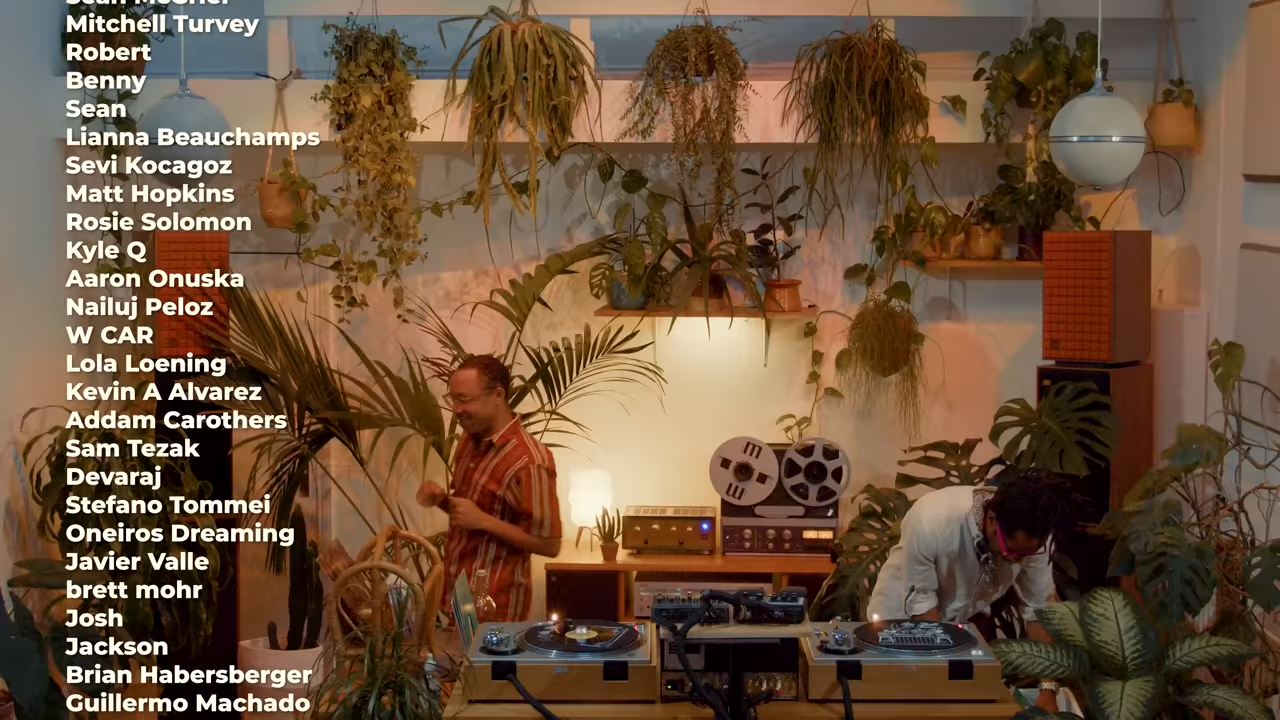 Mitchell Turvey
Robert
Benny
Sean
Lianna Beauchamps
Sevi Kocagoz
Matt Hopkins
Rosie Solomon
Kyle Q
Aaron Onuska
Nailuj Peloz
W CAR
Lola Loening
Kevin A Alvarez
Addam Carothers
Sam Tezak
Devaraj
Stefano Tommei
Oneiros Dreaming
Javier Valle
brett mohr
Josh
Jackson
Brian Habersberger
Guillermo Machado